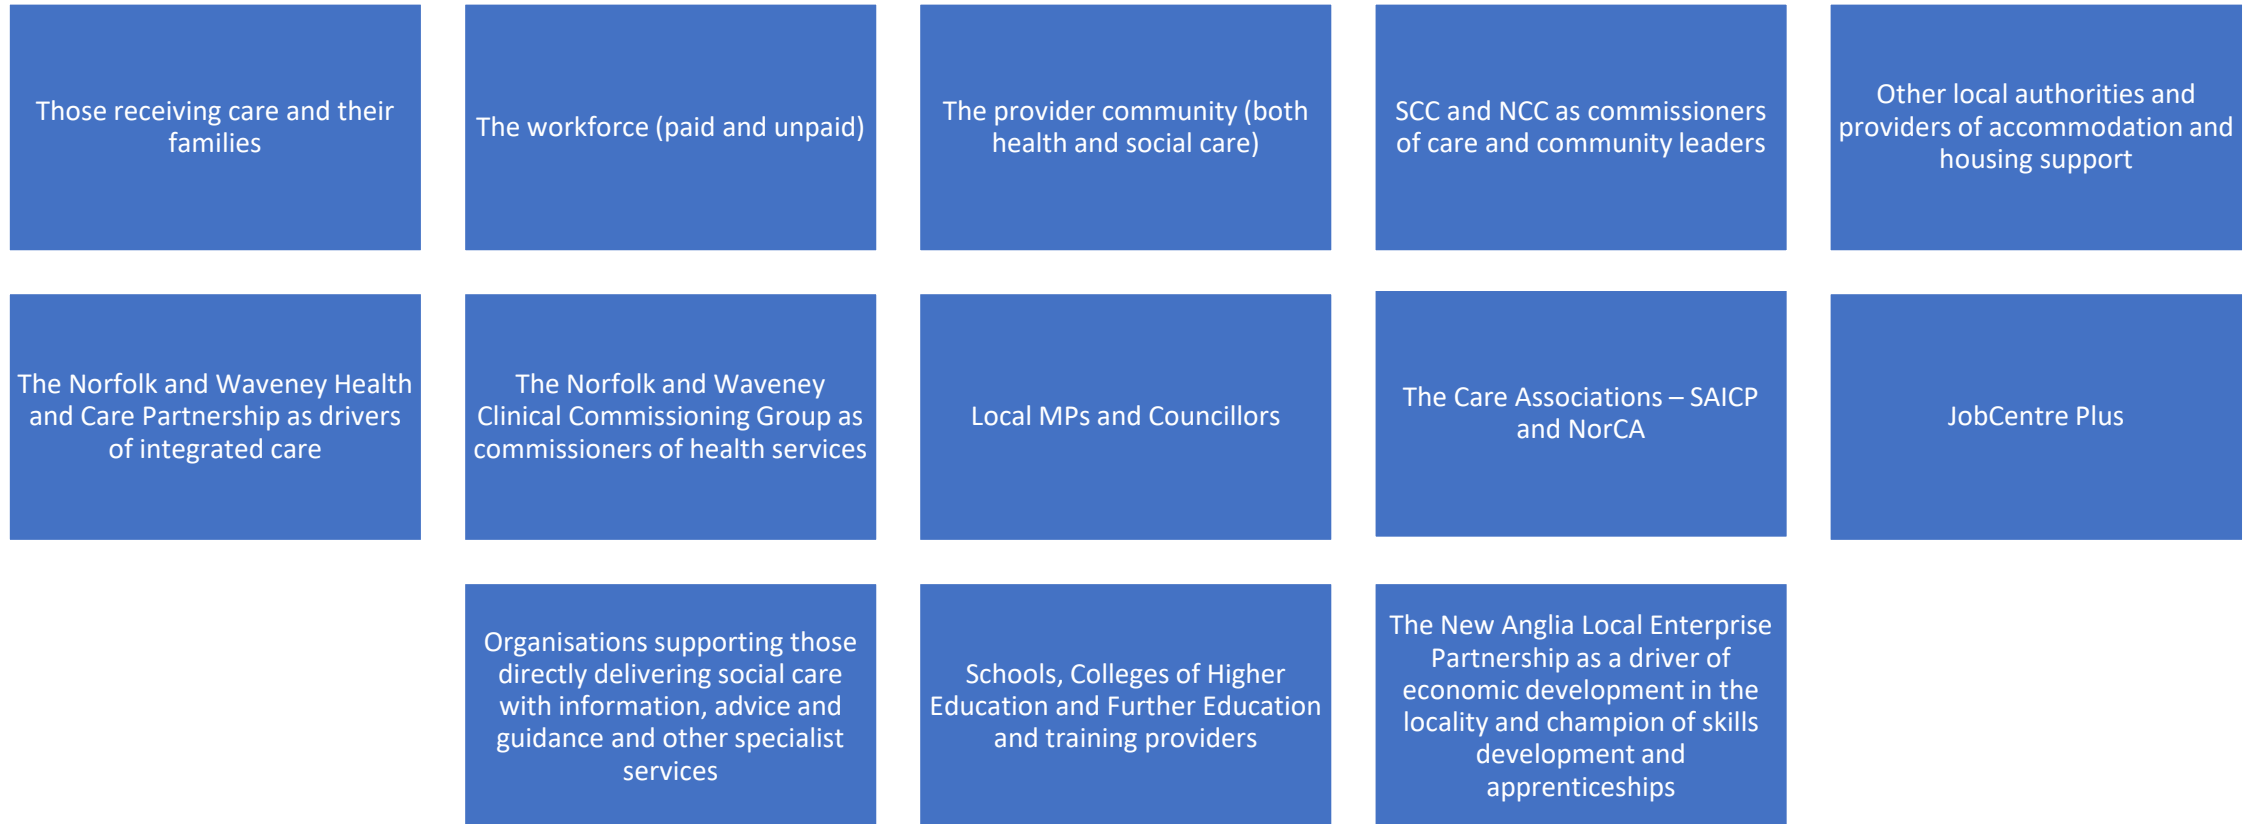 Those receiving care and their
families
The workforce (paid and unpaid)
The provider community (both
health and social care)
SCC and NCC as commissioners
of care and community leaders
Other local authorities and
providers of accommodation and
housing support
The Norfolk and Waveney Health
and Care Partnership as drivers
of integrated care
The Norfolk and Waveney
Clinical Commissioning Group as
commissioners of health services
Local MPs and Councillors
The Care Associations – SAICP
and NorCA
JobCentre Plus
Organisations supporting those
directly delivering social care
with information, advice and
guidance and other specialist
services
Schools, Colleges of Higher
Education and Further Education
and training providers
The New Anglia Local Enterprise
Partnership as a driver of
economic development in the
locality and champion of skills
development and
apprenticeships